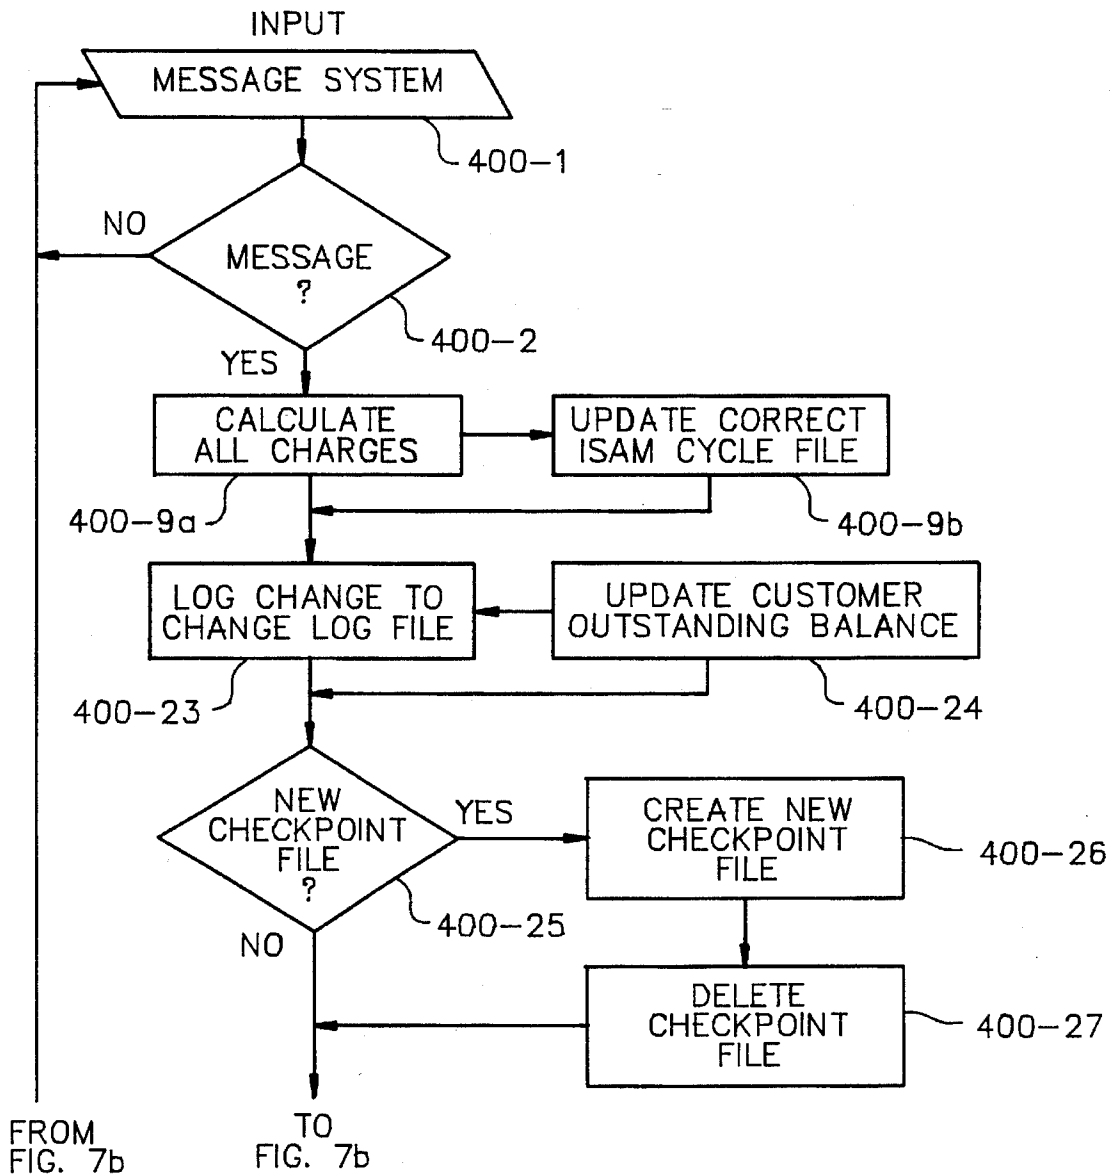 INPUT
MESSAGE SYSTEM
400-1
NO
MESSAGE
?
400-2
YES
CALCULATE
ALL CHARGES
UPDATE CORRECT
ISAM CYCLE FILE
400-9a
400-9b
LOG CHANGE TO
CHANGE LOG FILE
UPDATE CUSTOMER
OUTSTANDING BALANCE
400-23
400-24
NEW
CHECKPOINT
FILE
?
YES
CREATE NEW
CHECKPOINT
FILE
400-26
400-25
NO
DELETE
CHECKPOINT
FILE
400-27
FROM
FIG. 7b
TO
FIG. 7b